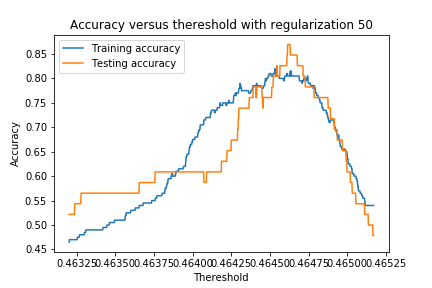 Accuracy versus thereshold with regularization 50
Training accuracy
Testing accuracy
Accuracy
0.85
0.80
0.75
0.70
0.65
0.60
0.55
0.50
0.45
0.46325 0.46350 0.46375 0.46400 0.46425 0.46450 0.46475 0.46500 0.46525
Thereshold